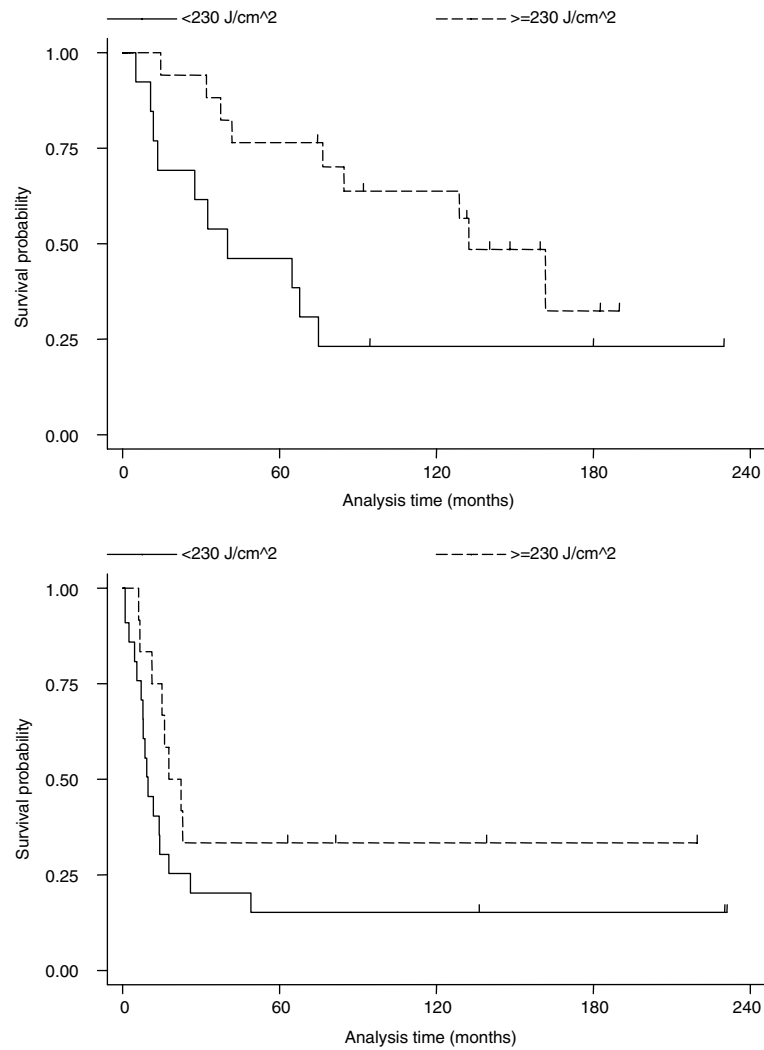 <230 J/cm^2 >=230 J/cm^2
1.00
0.75
0.50
0.25
0.00
Survival probability
0 60 120 180 240
Analysis time (months)
<230 J/cm^2 >=230 J/cm^2
1.00
0.75
0.50
0.25
0.00
Survival probability
0 60 120 180 240
Analysis time (months)